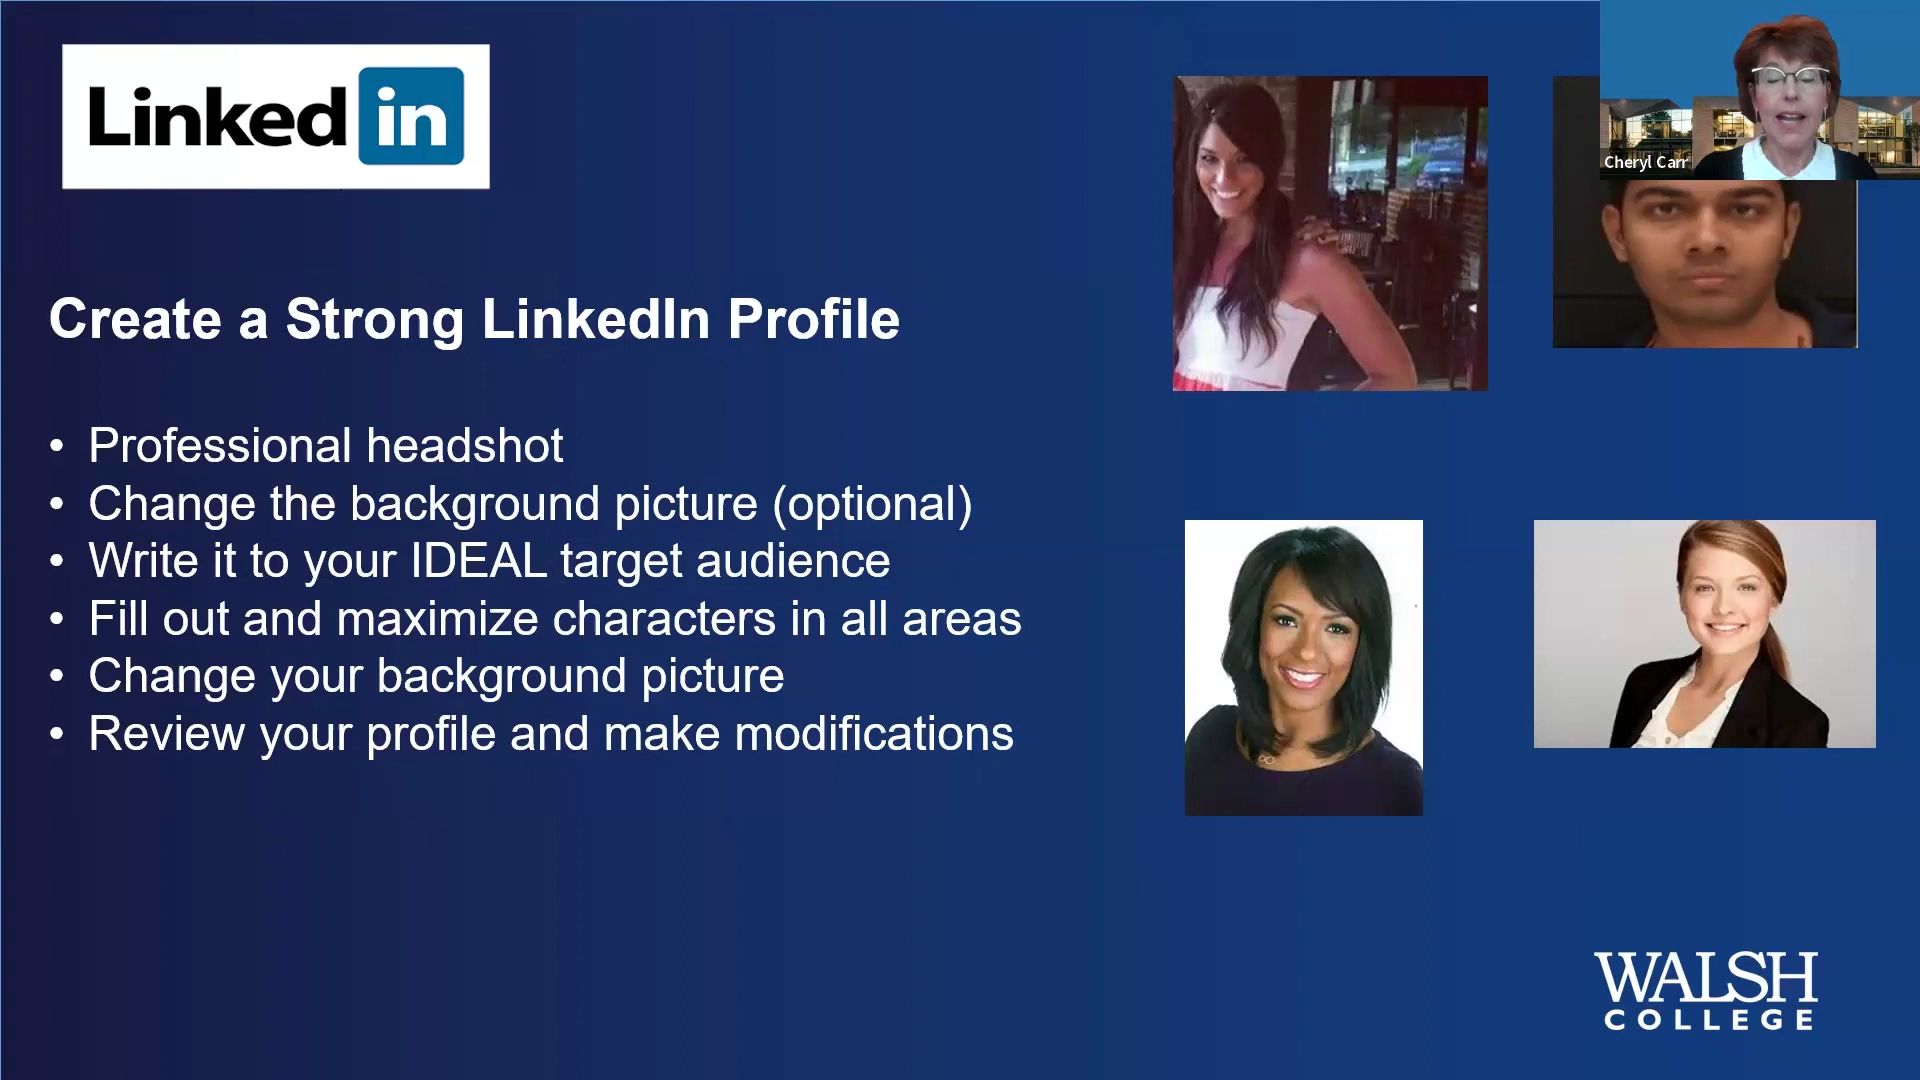 Linked in
Cheryl Carr
Create a Strong LinkedIn Profile
• Professional headshot
• Change the background picture (optional)
• Write it to your IDEAL target audience
• Fill out and maximize characters in all areas
• Change your background picture
• Review your profile and make modifications
WALSH
COLLEGE